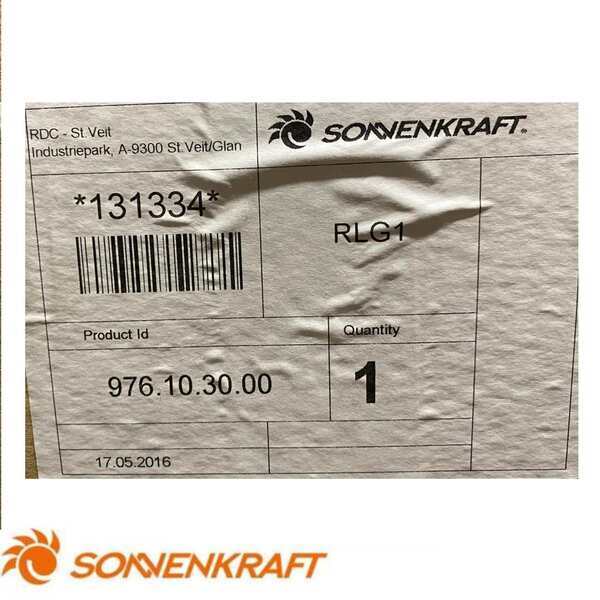 RDC - St.Veit
Industriepark, A-9300 St.Veit/Glan
SONNENKRAFT®
*131334*
RLG1
Product Id
Quantity
976.10.30.00
1
17.05.2016
SONNENKRAFT